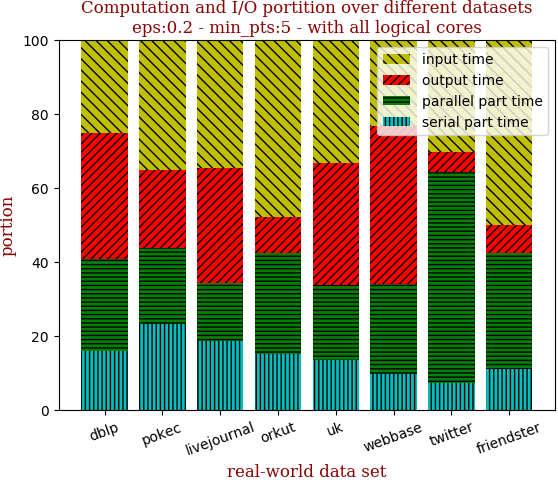 Computation and I/O portition over different datasets
eps:0.2 - min_pts:5 - with all logical cores
100
80
60
40
20
0
portion
input time
output time
parallel part time
serial part time
dblp
pokec
livejournal
orkut
uk
webbase
twitter
friendster
real-world data set